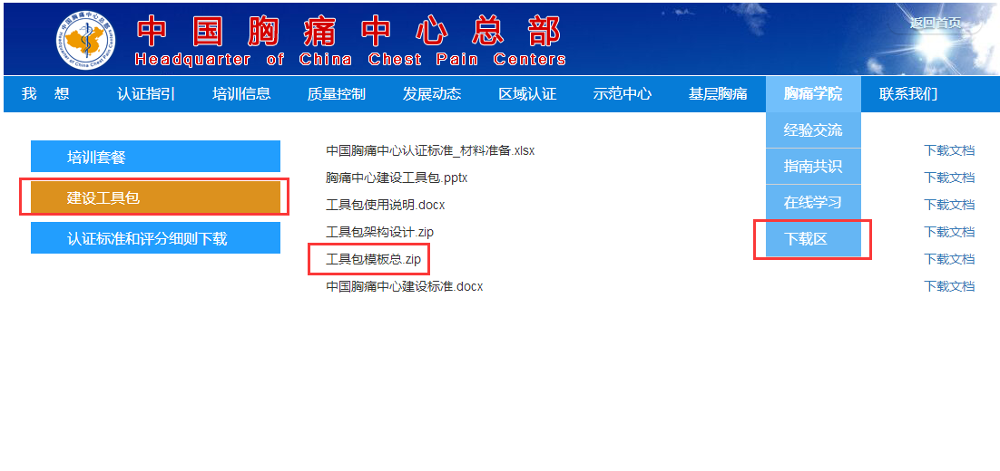 中国胸痛中心总部
Headquarter of China Chest Pain Centers
返回首页
我 想 认证指引 培训信息 质量控制 发展动态 区域认证 示范中心 基层胸痛 胸痛学院 联系我们
经验交流
指南共识
在线学习
下载区
培训套餐
建设工具包
认证标准和评分细则下载
中国胸痛中心认证标准_材料准备.xlsx 下载文档
胸痛中心建设工具包.pptx 下载文档
工具包使用说明.docx 下载文档
工具包架构设计.zip 下载文档
工具包模板总.zip 下载文档
中国胸痛中心建设标准.docx 下载文档